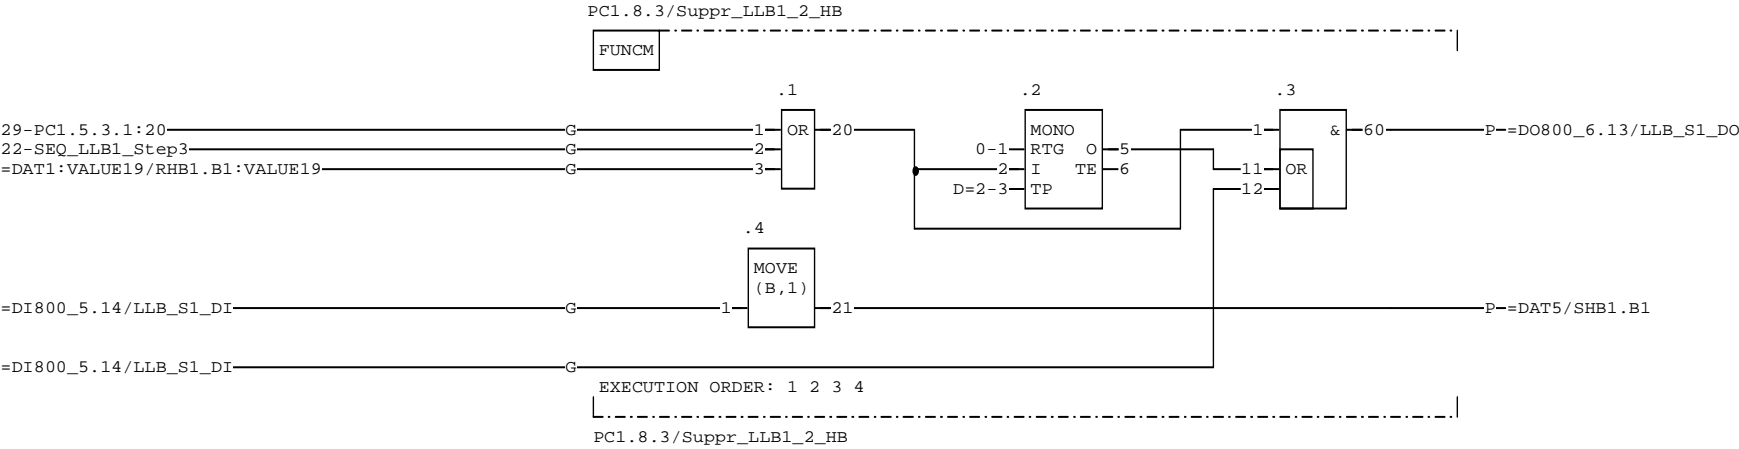 PC1.8.3/Suppr_LLB1_2_HB
FUNCM
.1 .2 .3
29-PC1.5.3.1:20 G 1 OR 20 MONO 1 & 60 P-=DO800_6.13/LLB_S1_DO
22-SEQ_LLB1_Step3 G 2 0-1 RTG O 5
=DAT1:VALUE19/RHB1.B1:VALUE19 G 3 2 I TE 6 11 OR
D=2-3 TP 12
.4
MOVE
(B,1)
=DI800_5.14/LLB_S1_DI G 1 21 P-=DAT5/SHB1.B1
=DI800_5.14/LLB_S1_DI G
EXECUTION ORDER: 1 2 3 4
PC1.8.3/Suppr_LLB1_2_HB